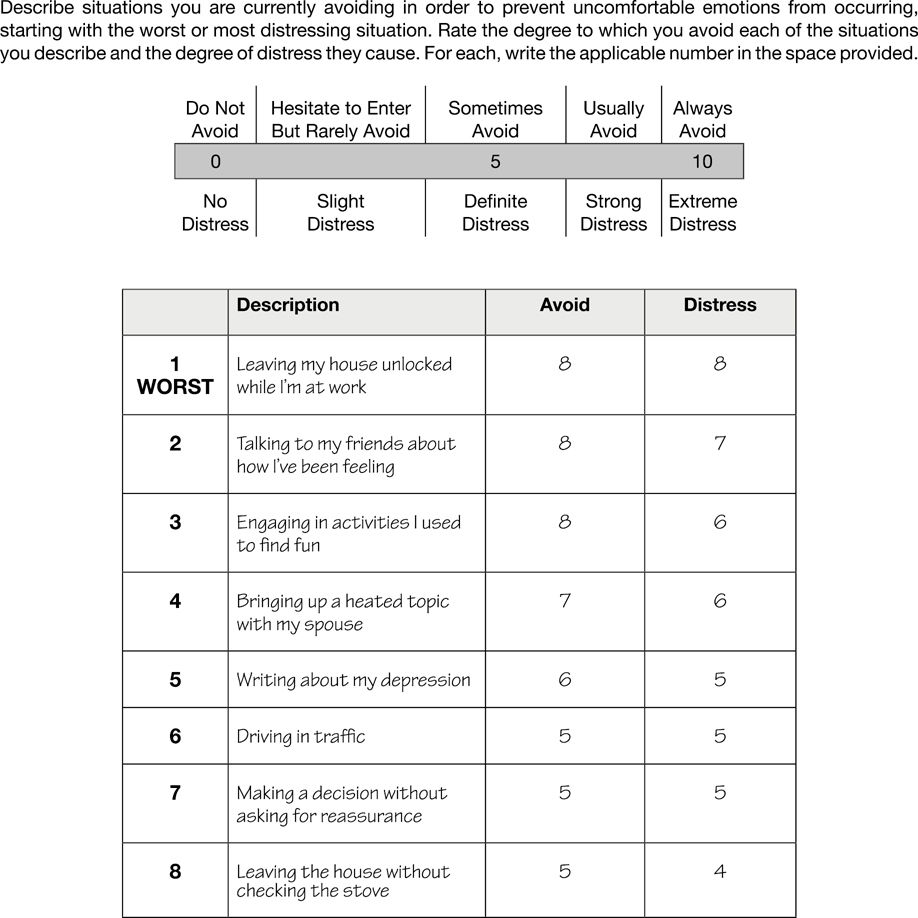 Describe situations you are currently avoiding in order to prevent uncomfortable emotions from occurring,
starting with the worst or most distressing situation. Rate the degree to which you avoid each of the situations
you describe and the degree of distress they cause. For each, write the applicable number in the space provided.
Do Not Hesitate to Enter Sometimes Usually Always
Avoid But Rarely Avoid Avoid Avoid Avoid
0 5 10
No Slight Definite Strong Extreme
Distress Distress Distress Distress Distress
Description Avoid Distress
1 Leaving my house unlocked 8 8
WORST while I'm at work
2 Talking to my friends about 8 7
how I've been feeling
3 Engaging in activities I used 8 6
to find fun
4 Bringing up a heated topic 7 6
with my spouse
5 Writing about my depression 6 5
6 Driving in traffic 5 5
7 Making a decision without 5 5
asking for reassurance
8 Leaving the house without 5 4
checking the stove